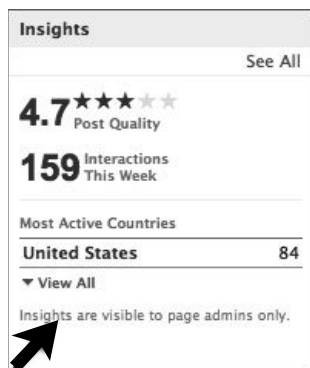 Insights
See All
4.7 Post Quality
159 Interactions
This Week
Most Active Countries
United States 84
View All
Insights are visible to page admins only.